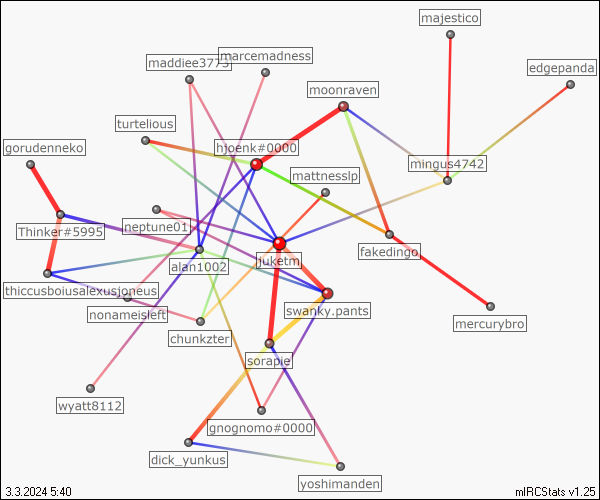 majestico
marcemadness
maddiee3773
edgepanda
moonraven
turtelious
hjoenk#0000
gorudenneko
mingus4742
mattnesslp
neptune01
Thinker#5995
fakedingo
juketm
alan1002
thiccusboiusalexusjoneus
swanky.pants
nonameisleft
mercurybro
chunkzter
sorapie
wyatt8112
gnognomo#0000
dick_yunkus
yoshimanden
3.3.2024 5:40
mIRCStats v1.25